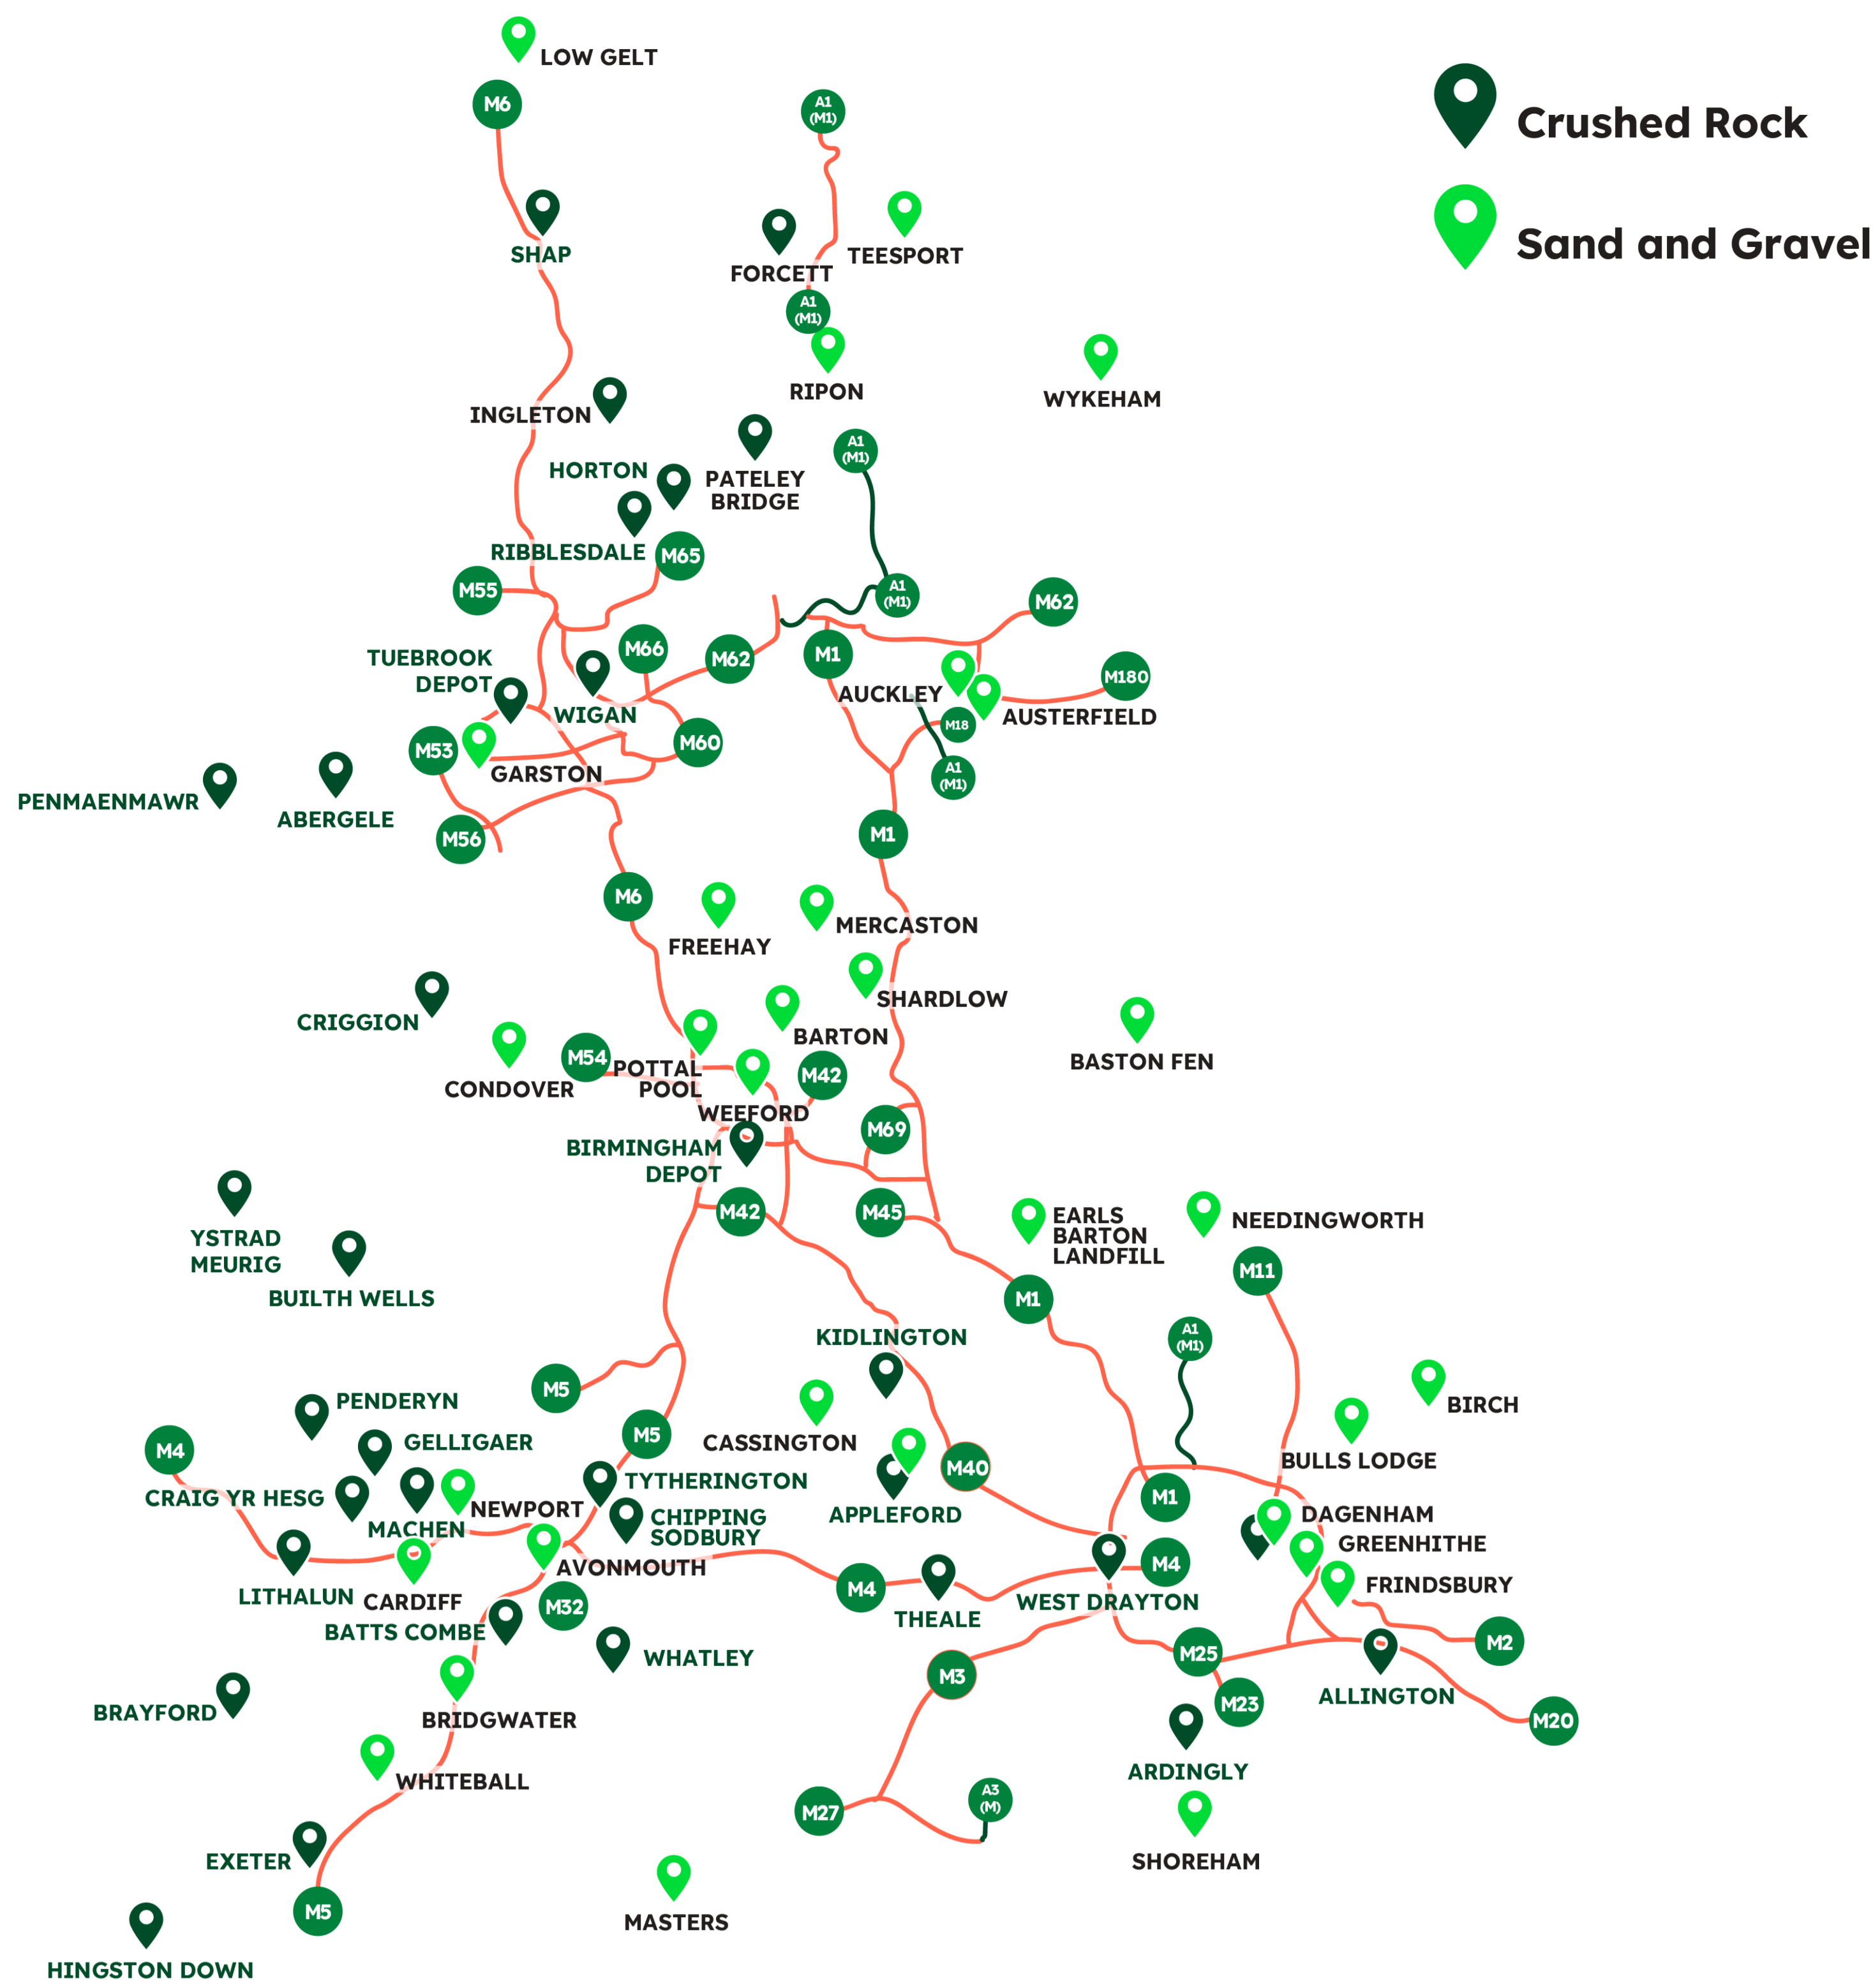 LOW GELT
M6
A1
(M1)
Crushed Rock
Sand and Gravel
SHAP
FORCETT
TEESPORT
A1
(M1)
RIPON
WYKEHAM
INGLETON
HORTON
PATELEY
BRIDGE
A1
(M1)
RIBBLESDALE
M65
M55
A1
(M1)
M62
TUEBROOK
DEPOT
M66
M62
M1
M180
AUCKLEY
AUSTERFIELD
WIGAN
M18
M53
M60
GARSTON
A1
(M1)
PENMAENMAWR
ABERGELE
M56
M1
M6
FREEHAY
MERCASTON
SHARDLOW
CRIGGION
BARTON
M54
POTTAL
POOL
M42
CONDOVER
BASTON FEN
WEEFORD
M69
BIRMINGHAM
DEPOT
M42
M45
EARLS
BARTON
LANDFILL
NEEDINGWORTH
YSTRAD
MEURIG
BUILTH WELLS
M11
M1
KIDLINGTON
A1
(M1)
M5
PENDERYN
BIRCH
M4
GELLIGAER
M5
CASSINGTON
BULLS LODGE
M40
TYTHERINGTON
CRAIG YR HESG
NEWPORT
M1
APPLEFORD
DAGENHAM
CHIPPING
SODBURY
MACHEN
GREENHITHE
AVONMOUTH
M4
M4
FRINDSBURY
LITHALUN
CARDIFF
M32
THEALE
WEST DRAYTON
BATTS COMBE
WHATLEY
M25
M2
M3
ALLINGTON
M23
BRAYFORD
BRIDGWATER
M20
ARDINGLY
WHITEBALL
M27
A3
(M)
EXETER
SHOREHAM
M5
MASTERS
HINGSTON DOWN